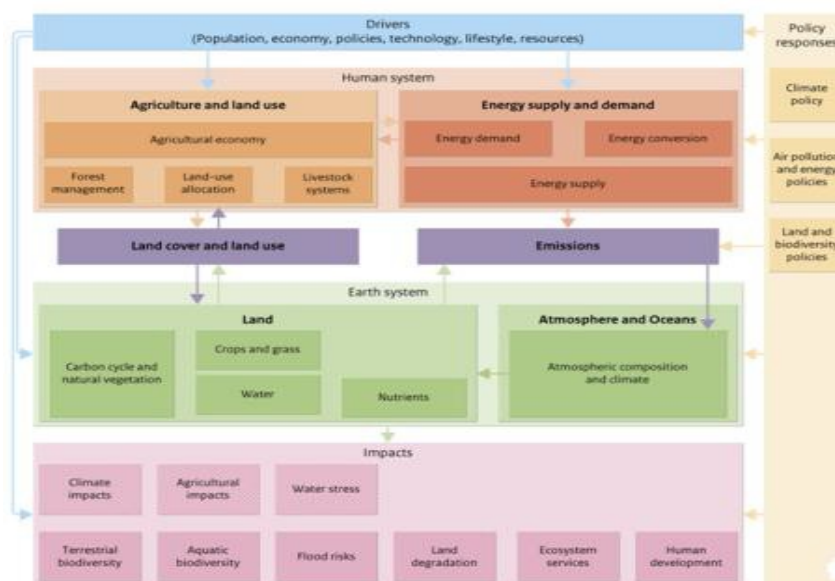 Drivers
(Population, economy, policies, technology, lifestyle, resources)
Policy
responses
Human system
Agriculture and land use
Energy supply and demand
Climate
policy
Agricultural economy
Energy demand
Energy conversion
Air pollution
and energy
policies
Forest
management
Land-use
allocation
Livestock
systems
Energy supply
Land cover and land use
Emissions
Land and
biodiversity
policies
Earth system
Land
Atmosphere and Oceans
Carbon cycle and
natural vegetation
Crops and grass
Water
Nutrients
Atmospheric composition
and climate
Impacts
Climate
impacts
Agricultural
impacts
Water stress
Terrestrial
biodiversity
Aquatic
biodiversity
Flood risks
Land
degradation
Ecosystem
services
Human
development